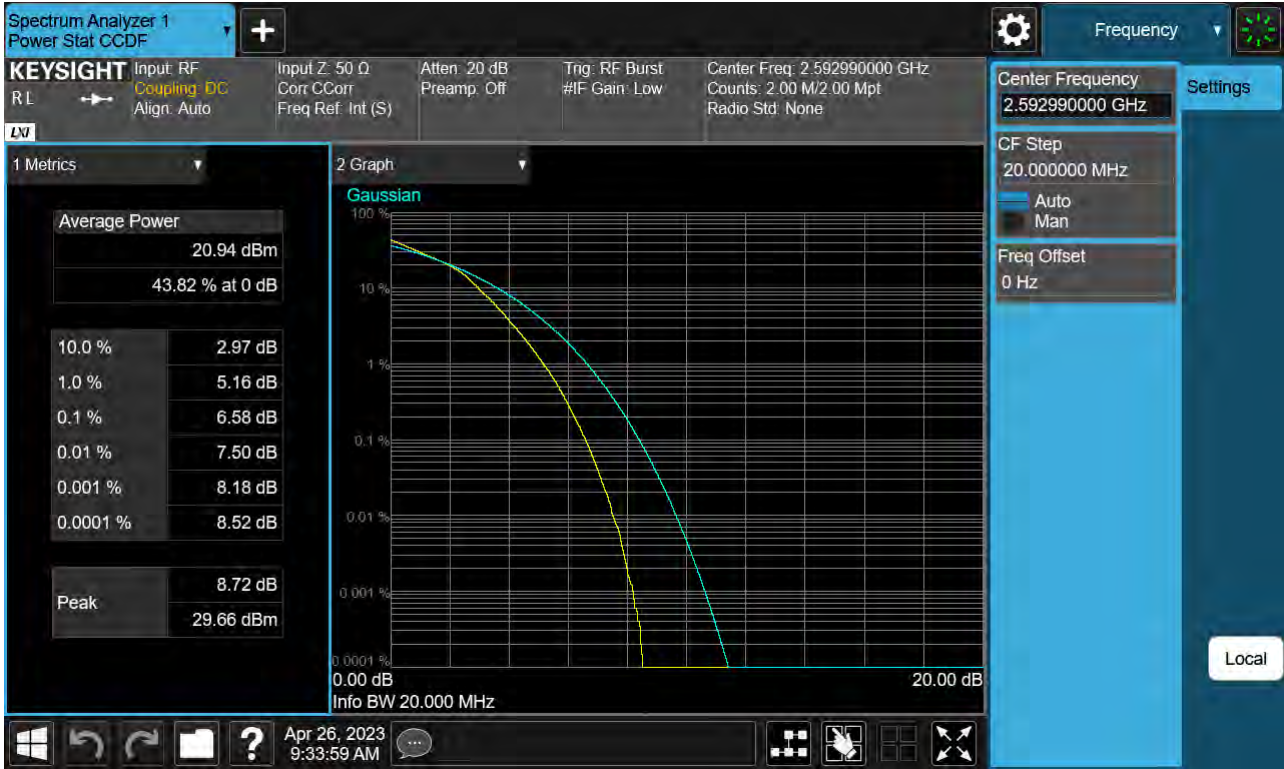 Spectrum Analyzer 1
Power Stat CCDF
Frequency
KEYSIGHT
RL
LXI
Input: RF
Coupling: DC
Align: Auto
Input Z: 50 Ω
Corr CCorr
Freq Ref: Int (S)
Atten: 20 dB
Preamp: Off
Trig: RF Burst
#IF Gain: Low
Center Freq: 2.592990000 GHz
Counts: 2.00 M/2.00 Mpt
Radio Std: None
Center Frequency
2.592990000 GHz
Settings
CF Step
20.000000 MHz
Auto
Man
Freq Offset
0 Hz
Local
1 Metrics
Average Power
20.94 dBm
43.82 % at 0 dB
10.0 % 2.97 dB
1.0 % 5.16 dB
0.1 % 6.58 dB
0.01 % 7.50 dB
0.001 % 8.18 dB
0.0001 % 8.52 dB
Peak
8.72 dB
29.66 dBm
2 Graph
Gaussian
100 %
10 %
1 %
0.1 %
0.01 %
0.001 %
0.0001 %
0.00 dB 20.00 dB
Info BW 20.000 MHz
?
Apr 26, 2023
9:33:59 AM